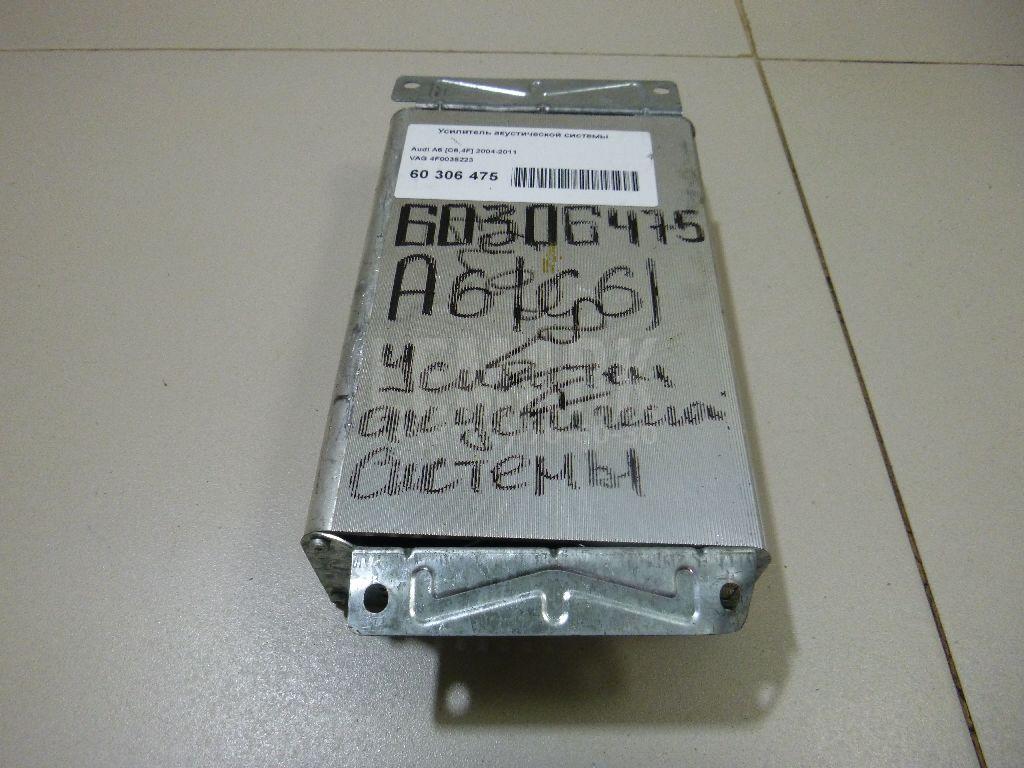 Усилитель акустической системы
Audi A6 [C6,4F] 2004-2011
VAG 4F0035223
60 306 475
60306475
A6(c6)
Усилител
акустической
системы